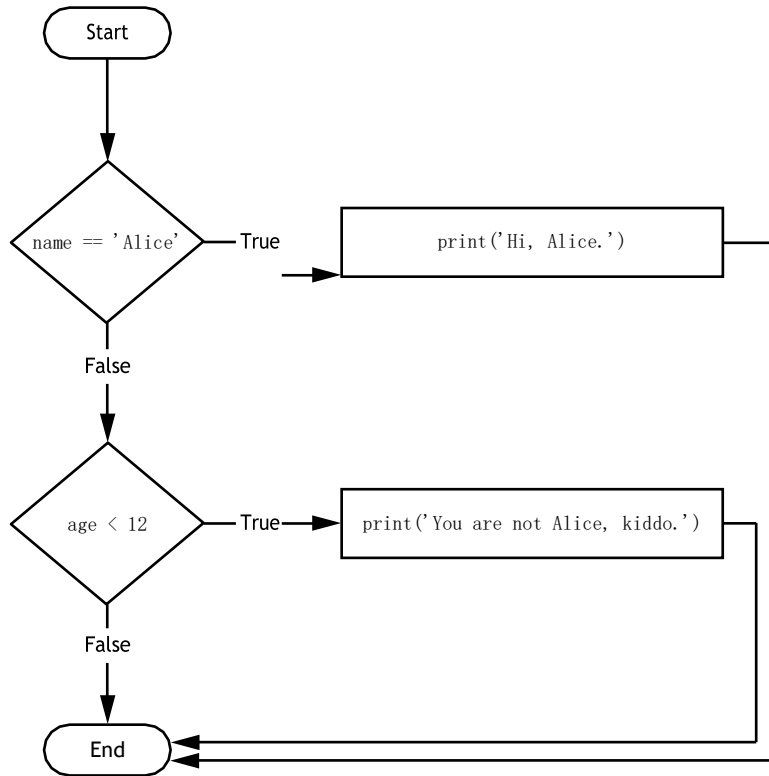 Start
name == 'Alice'
True
print('Hi, Alice.')
False
age < 12
True
print('You are not Alice, kiddo.')
False
End